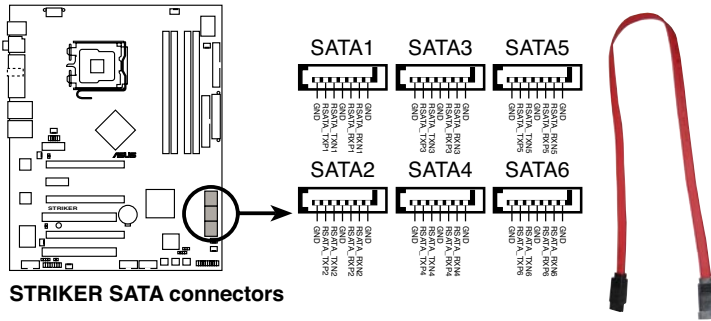 SATA1
GND
RSATA_TXP1
RSATA_TXN1
GND
RSATA_RXP1
RSATA_RXN1
GND
SATA3
GND
RSATA_TXP3
RSATA_TXN3
GND
RSATA_RXP3
RSATA_RXN3
GND
SATA5
GND
RSATA_TXP5
RSATA_TXN5
GND
RSATA_RXP5
RSATA_RXN5
GND
SATA2
GND
RSATA_TXP2
RSATA_TXN2
GND
RSATA_RXP2
RSATA_RXN2
GND
SATA4
GND
RSATA_TXP4
RSATA_TXN4
GND
RSATA_RXP4
RSATA_RXN4
GND
SATA6
GND
RSATA_TXP6
RSATA_TXN6
GND
RSATA_RXP6
RSATA_RXN6
GND
ASUS
STRIKER
STRIKER SATA connectors